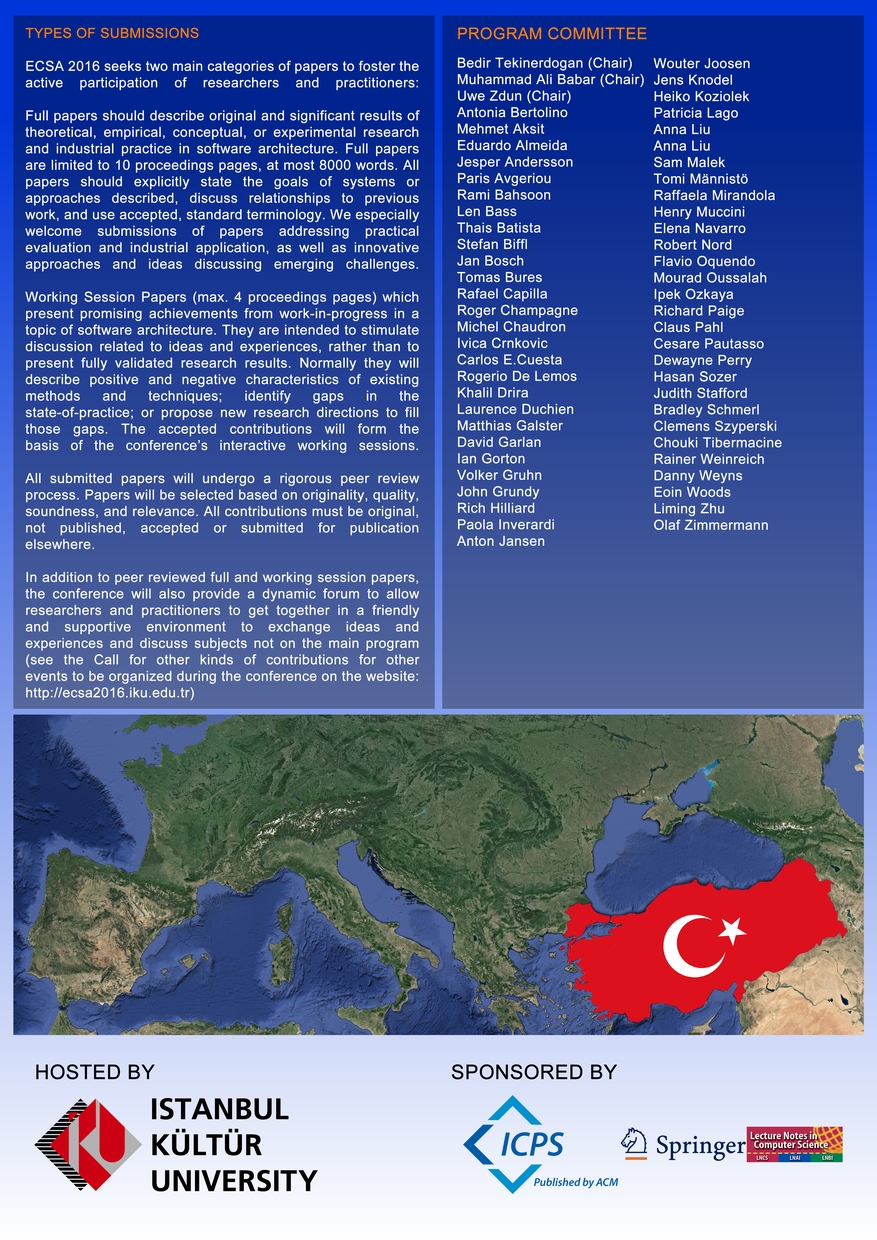 TYPES OF SUBMISSIONS
ECSA 2016 seeks two main categories of papers to foster the
active participation of researchers and practitioners:
Full papers should describe original and significant results of
theoretical, empirical, conceptual, or experimental research
and industrial practice in software architecture. Full papers
are limited to 10 proceedings pages, at most 8000 words. All
papers should explicitly state the goals of systems or
approaches described, discuss relationships to previous
work, and use accepted, standard terminology. We especially
welcome submissions of papers addressing practical
evaluation and industrial application, as well as innovative
approaches and ideas discussing emerging challenges.
Working Session Papers (max. 4 proceedings pages) which
present promising achievements from work-in-progress in a
topic of software architecture. They are intended to stimulate
discussion related to ideas and experiences, rather than to
present fully validated research results. Normally they will
describe positive and negative characteristics of existing
methods and techniques; identify gaps in the
state-of-practice; or propose new research directions to fill
those gaps. The accepted contributions will form the
basis of the conference's interactive working sessions.
All submitted papers will undergo a rigorous peer review
process. Papers will be selected based on originality, quality,
soundness, and relevance. All contributions must be original,
not published, accepted or submitted for publication
elsewhere.
In addition to peer reviewed full and working session papers,
the conference will also provide a dynamic forum to allow
researchers and practitioners to get together in a friendly
and supportive environment to exchange ideas and
experiences and discuss subjects not on the main program
(see the Call for other kinds of contributions for other
events to be organized during the conference on the website:
http://ecsa2016.iku.edu.tr)
PROGRAM COMMITTEE
Bedir Tekinerdogan (Chair)
Muhammad Ali Babar (Chair)
Uwe Zdun (Chair)
Antonia Bertolino
Mehmet Aksit
Eduardo Almeida
Jesper Andersson
Paris Avgeriou
Rami Bahsoon
Len Bass
Thais Batista
Stefan Biffl
Jan Bosch
Tomas Bures
Rafael Capilla
Roger Champagne
Michel Chaudron
Ivica Crnkovic
Carlos E.Cuesta
Rogerio De Lemos
Khalil Drira
Laurence Duchien
Matthias Galster
David Garlan
Ian Gorton
Volker Gruhn
John Grundy
Rich Hilliard
Paola Inverardi
Anton Jansen
Wouter Joosen
Jens Knodel
Heiko Koziolek
Patricia Lago
Anna Liu
Anna Liu
Sam Malek
Tomi Männistö
Raffaela Mirandola
Henry Muccini
Elena Navarro
Robert Nord
Flavio Oquendo
Mourad Oussalah
Ipek Ozkaya
Richard Paige
Claus Pahl
Cesare Pautasso
Dewayne Perry
Hasan Sozer
Judith Stafford
Bradley Schmerl
Clemens Szyperski
Chouki Tibermacine
Rainer Weinreich
Danny Weyns
Eoin Woods
Liming Zhu
Olaf Zimmermann
HOSTED BY
ISTANBUL
KÜLTÜR
UNIVERSITY
SPONSORED BY
ICPS
Published by ACM
Springer
Lecture Notes in
Computer Science
LNCS LNAI LNBI